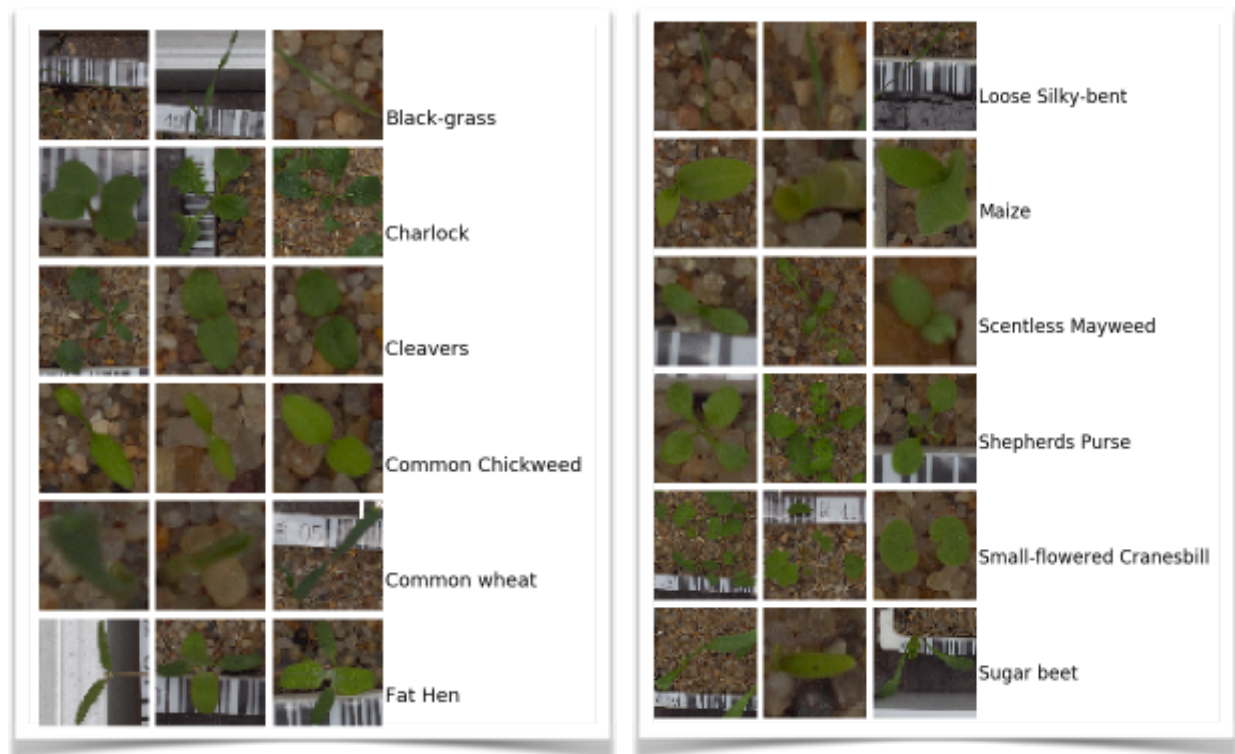 Black-grass
Charlock
Cleavers
Common Chickweed
Common wheat
Fat Hen
Loose Silky-bent
Maize
Scentless Mayweed
Shepherds Purse
Small-flowered Cranesbill
Sugar beet